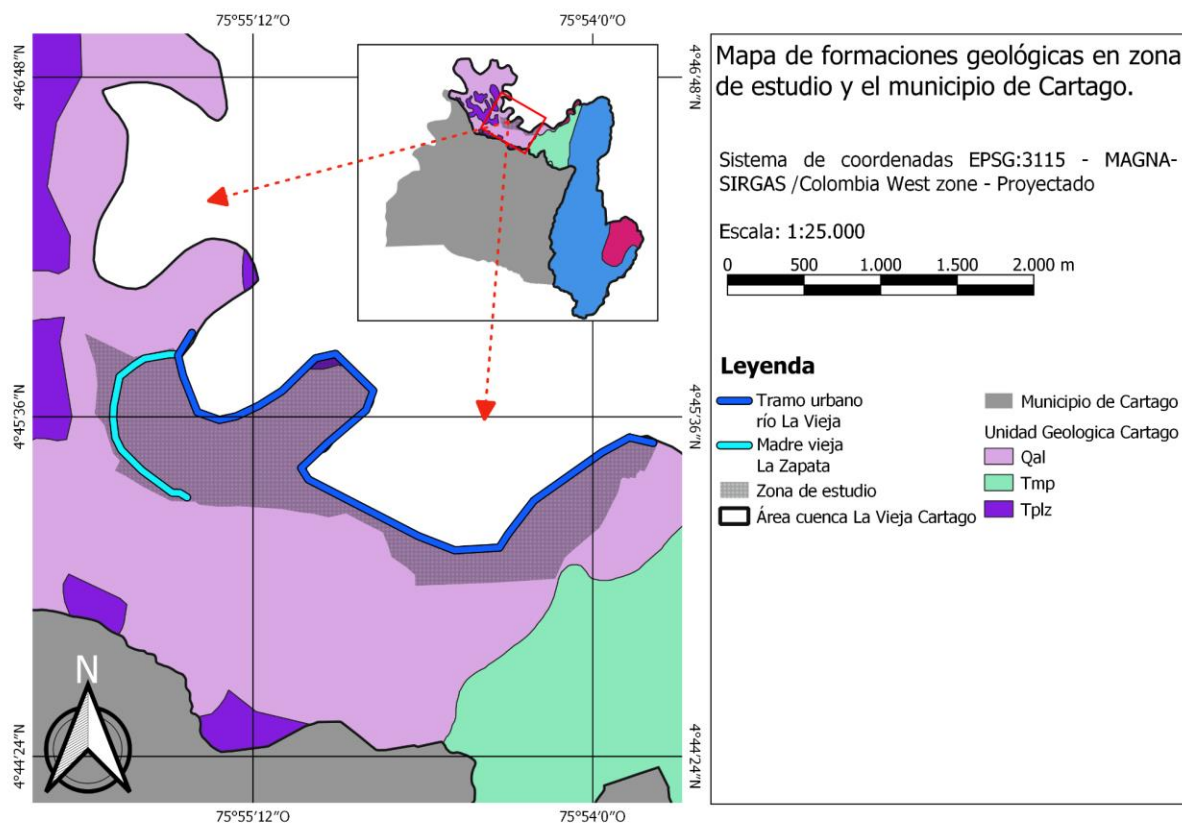 75°55'12"O 75°54'0"O
4°46'48"N 4°46'48"N
4°45'36"N 4°45'36"N
4°44'24"N 4°44'24"N
N
75°55'12"O 75°54'0"O
Mapa de formaciones geológicas en zona
de estudio y el municipio de Cartago.
Sistema de coordenadas EPSG:3115 - MAGNA-
SIRGAS /Colombia West zone - Proyectado
Escala: 1:25.000
0 500 1.000 1.500 2.000 m
Leyenda
Tramo urbano
río La Vieja
Madre vieja
La Zapata
Zona de estudio
Área cuenca La Vieja Cartago
Municipio de Cartago
Unidad Geologica Cartago
Qal
Tmp
Tplz